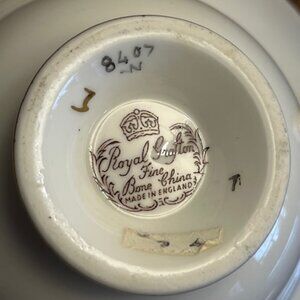 8407
N
Royal Grafton
Fine
Bone China
MADE IN ENGLAND